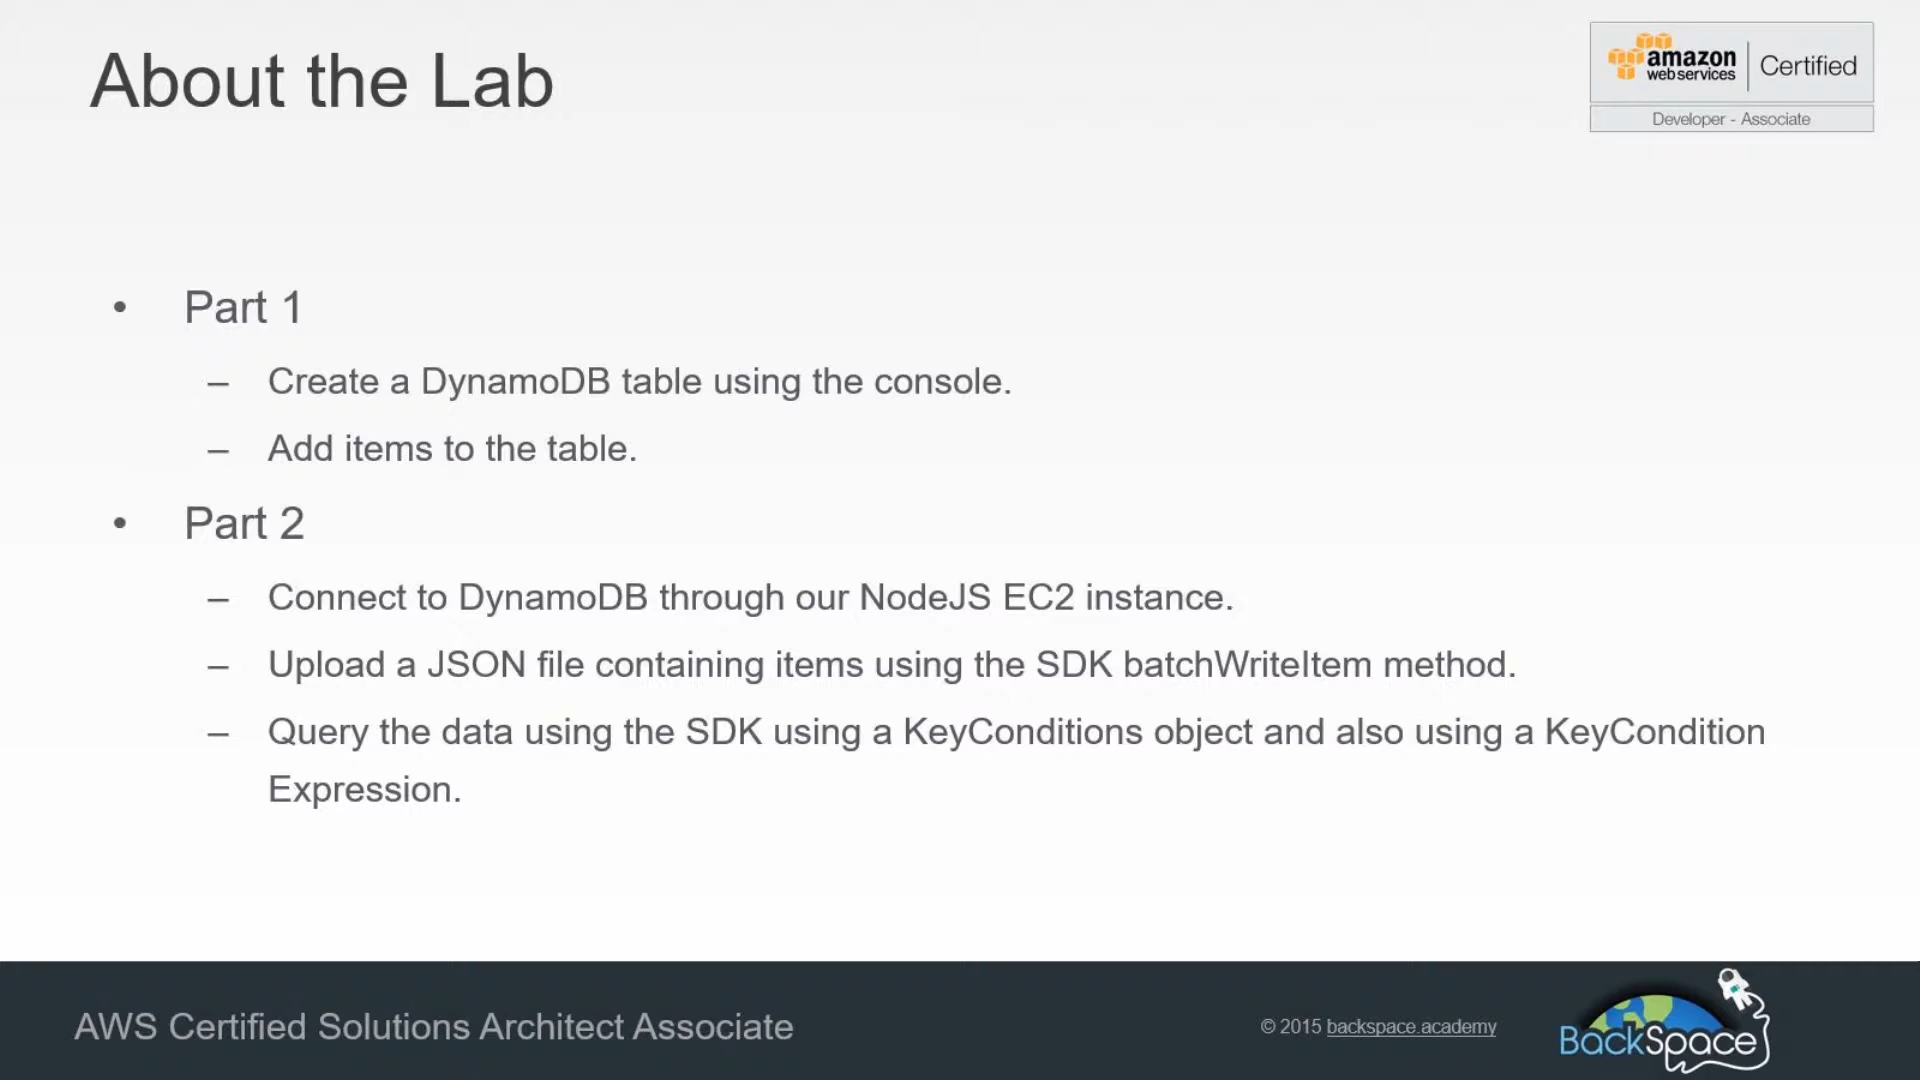 About the Lab
amazon
webservices
Certified
Developer - Associate
• Part 1
– Create a DynamoDB table using the console.
– Add items to the table.
• Part 2
– Connect to DynamoDB through our NodeJS EC2 instance.
– Upload a JSON file containing items using the SDK batchWriteItem method.
– Query the data using the SDK using a KeyConditions object and also using a KeyCondition
Expression.
AWS Certified Solutions Architect Associate
© 2015 backspace.academy
BackSpace